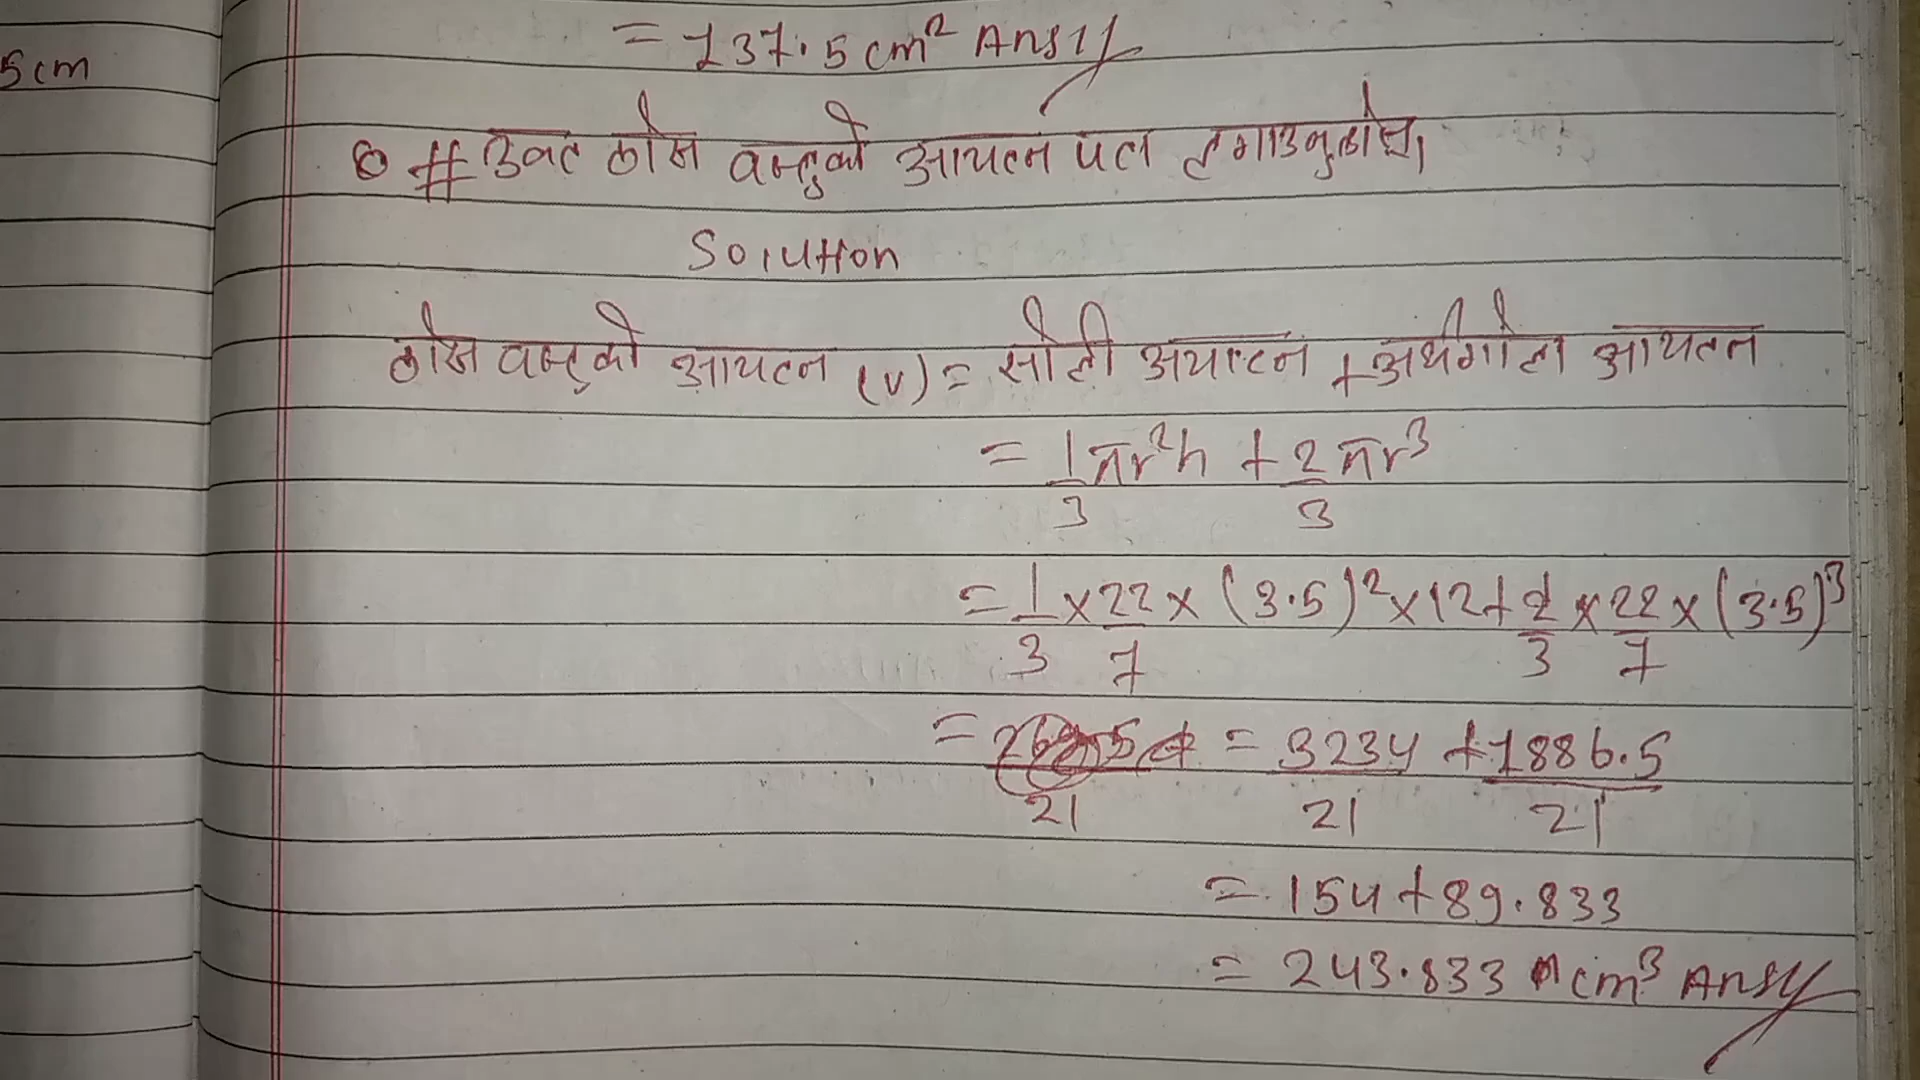 5cm
= 137.5 cm² Ans//
# उक्त ठोस वस्तुको आयतन पत्ता लगाउनुहोस्।
Solution
ठोस वस्तुको आयतन (v) = सोली अयातन + अर्धगोला आयतन
= 1/3 πr²h + 2/3 πr³
= 1/3 × 22/7 × (3.5)² × 12 + 2/3 × 22/7 × (3.5)³
= 3234/21 + 1886.5/21
= 154 + 89.833
= 243.833 cm³ Ans//